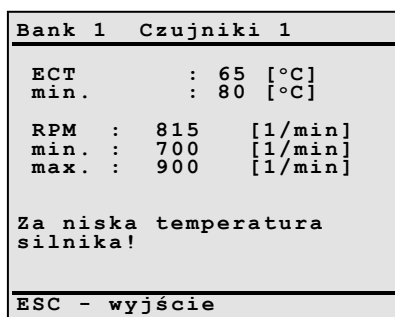 Bank 1 Czujniki 1
ECT : 65 [°C]
min. : 80 [°C]
RPM : 815 [1/min]
min. : 700 [1/min]
max. : 900 [1/min]
Za niska temperatura
silnika!
ESC - wyjście